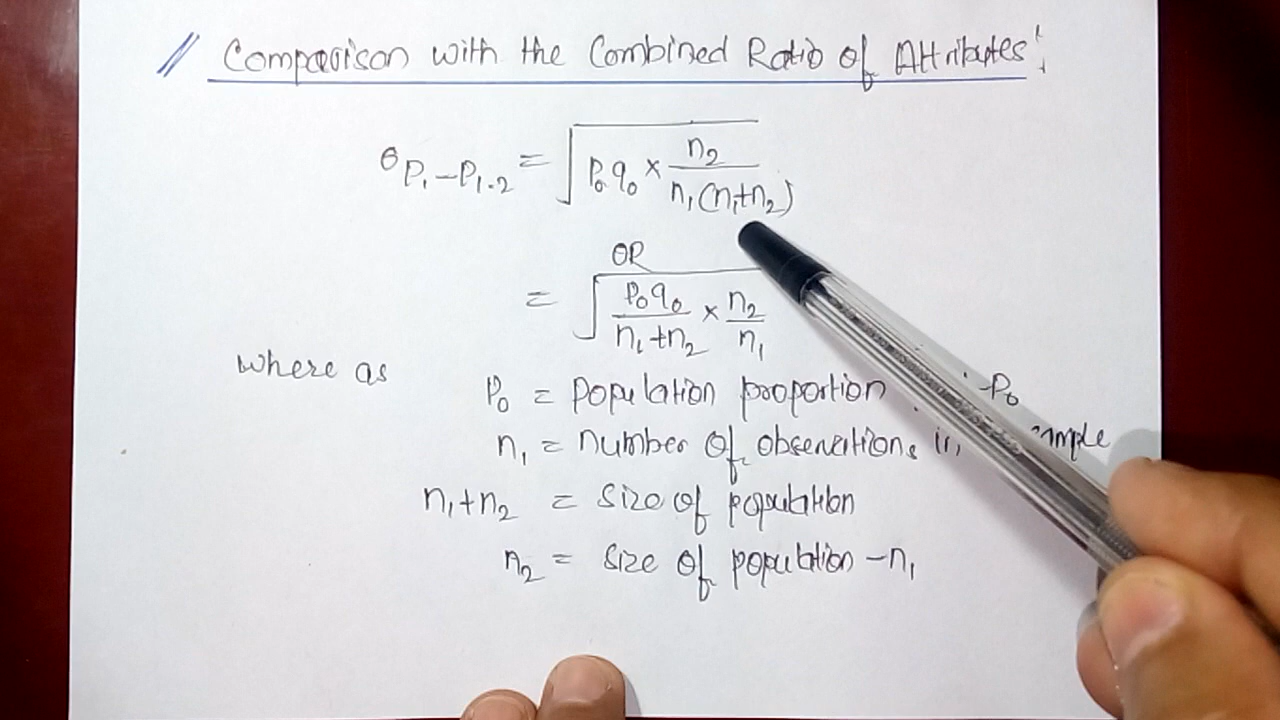 // Comparison with the Combined Ratio of Attributes:
σP₁-P₁.₂ = √(P₀q₀ × n₂/n₁(n₁+n₂))
OR
= √(P₀q₀/n₁+n₂ × n₂/n₁)
where as
P₀ = Population proportion -P₀
n₁ = number of observations in
n₁+n₂ = Size of population
n₂ = Size of population -n₁